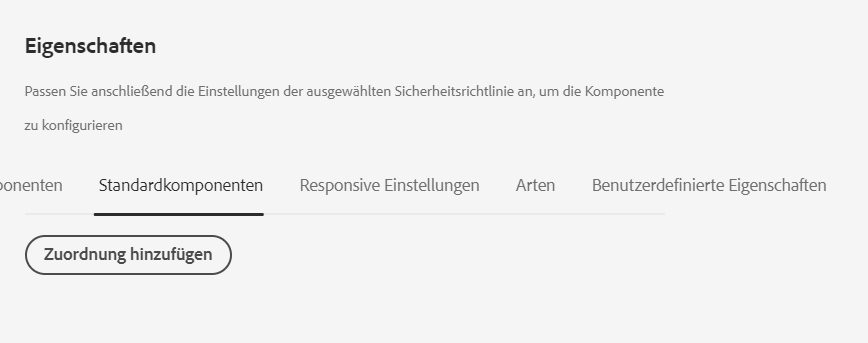 Eigenschaften
Passen Sie anschließend die Einstellungen der ausgewählten Sicherheitsrichtlinie an, um die Komponente
zu konfigurieren
ponenten Standardkomponenten Responsive Einstellungen Arten Benutzerdefinierte Eigenschaften
Zuordnung hinzufügen